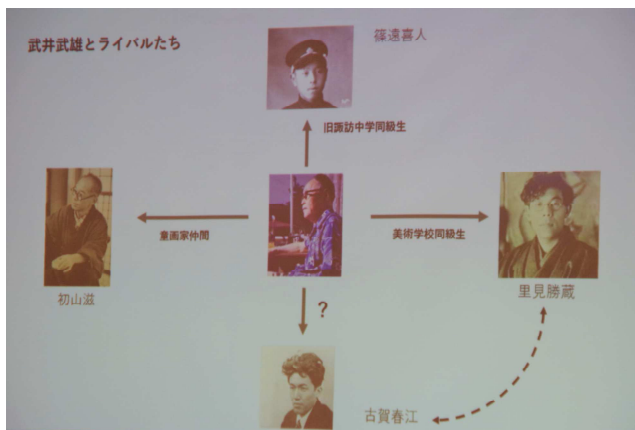 武井武雄とライバルたち
篠遠喜人
旧諏訪中学同級生
童画家仲間
美術学校同級生
初山滋
里見勝蔵
?
古賀春江